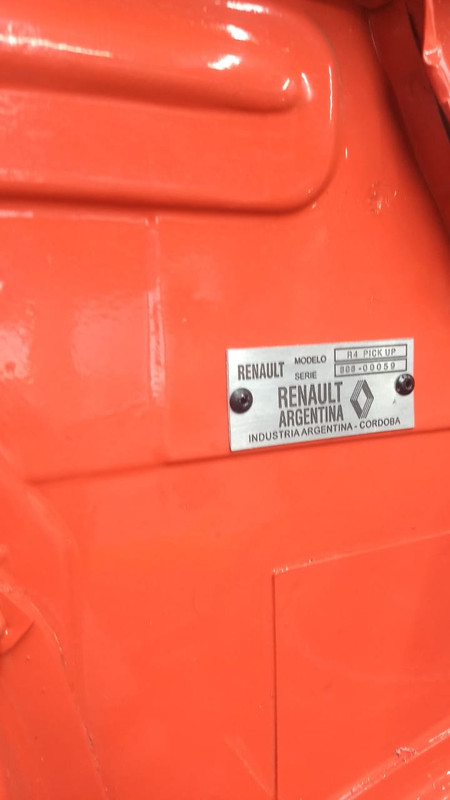 RENAULT MODELO R4 PICK UP
SERIE 808-00059
RENAULT
ARGENTINA
INDUSTRIA ARGENTINA - CORDOBA